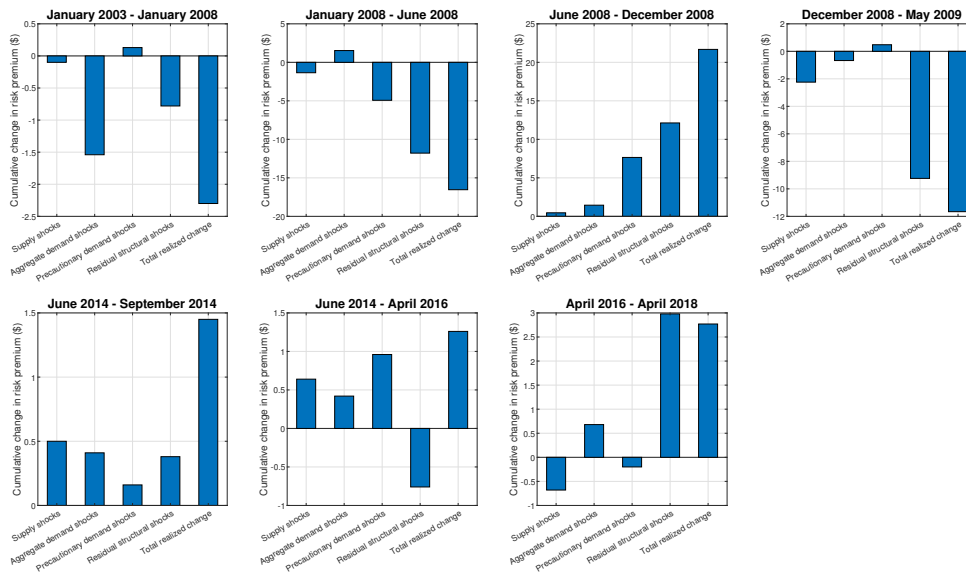 January 2003 - January 2008
Cumulative change in risk premium ($)
0.5
0
-0.5
-1
-1.5
-2
-2.5
Supply shocks
Aggregate demand shocks
Precautionary demand shocks
Residual structural shocks
Total realized change
January 2008 - June 2008
Cumulative change in risk premium ($)
5
0
-5
-10
-15
-20
Supply shocks
Aggregate demand shocks
Precautionary demand shocks
Residual structural shocks
Total realized change
June 2008 - December 2008
Cumulative change in risk premium ($)
25
20
15
10
5
0
Supply shocks
Aggregate demand shocks
Precautionary demand shocks
Residual structural shocks
Total realized change
December 2008 - May 2009
Cumulative change in risk premium ($)
2
0
-2
-4
-6
-8
-10
-12
Supply shocks
Aggregate demand shocks
Precautionary demand shocks
Residual structural shocks
Total realized change
June 2014 - September 2014
Cumulative change in risk premium ($)
1.5
1
0.5
0
Supply shocks
Aggregate demand shocks
Precautionary demand shocks
Residual structural shocks
Total realized change
June 2014 - April 2016
Cumulative change in risk premium ($)
1.5
1
0.5
0
-0.5
-1
Supply shocks
Aggregate demand shocks
Precautionary demand shocks
Residual structural shocks
Total realized change
April 2016 - April 2018
Cumulative change in risk premium ($)
3
2.5
2
1.5
1
0.5
0
-0.5
-1
Supply shocks
Aggregate demand shocks
Precautionary demand shocks
Residual structural shocks
Total realized change